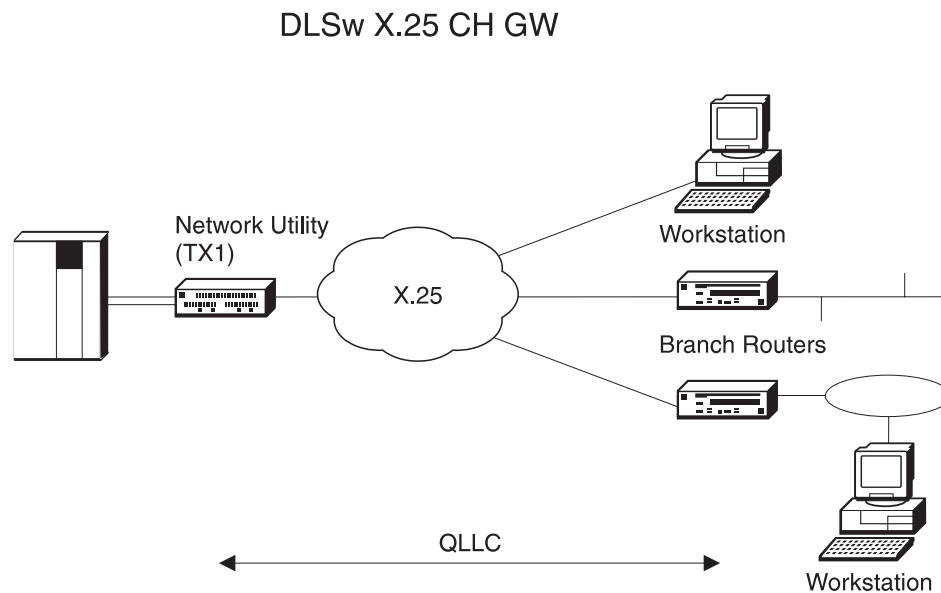 DLSw X.25 CH GW
Network Utility
(TX1)
X.25
Workstation
Branch Routers
QLLC
Workstation